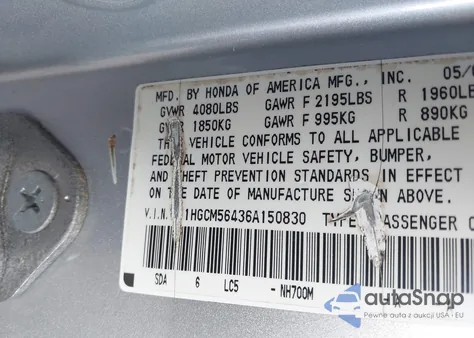 MFD. BY HONDA OF AMERICA MFG., INC. 05/0
GVWR 4080LBS GAWR F 2195LBS R 1960LB
GVWR 1850KG GAWR F 995KG R 890KG
THIS VEHICLE CONFORMS TO ALL APPLICABLE
FEDERAL MOTOR VEHICLE SAFETY, BUMPER,
AND THEFT PREVENTION STANDARDS IN EFFECT
ON THE DATE OF MANUFACTURE SHOWN ABOVE.
V.I.N. 1HGCM56436A150830 TYPE PASSENGER C
SDA 6 LC5 -NH700M A
autoSnap
Pewne auta z aukcji USA - EU